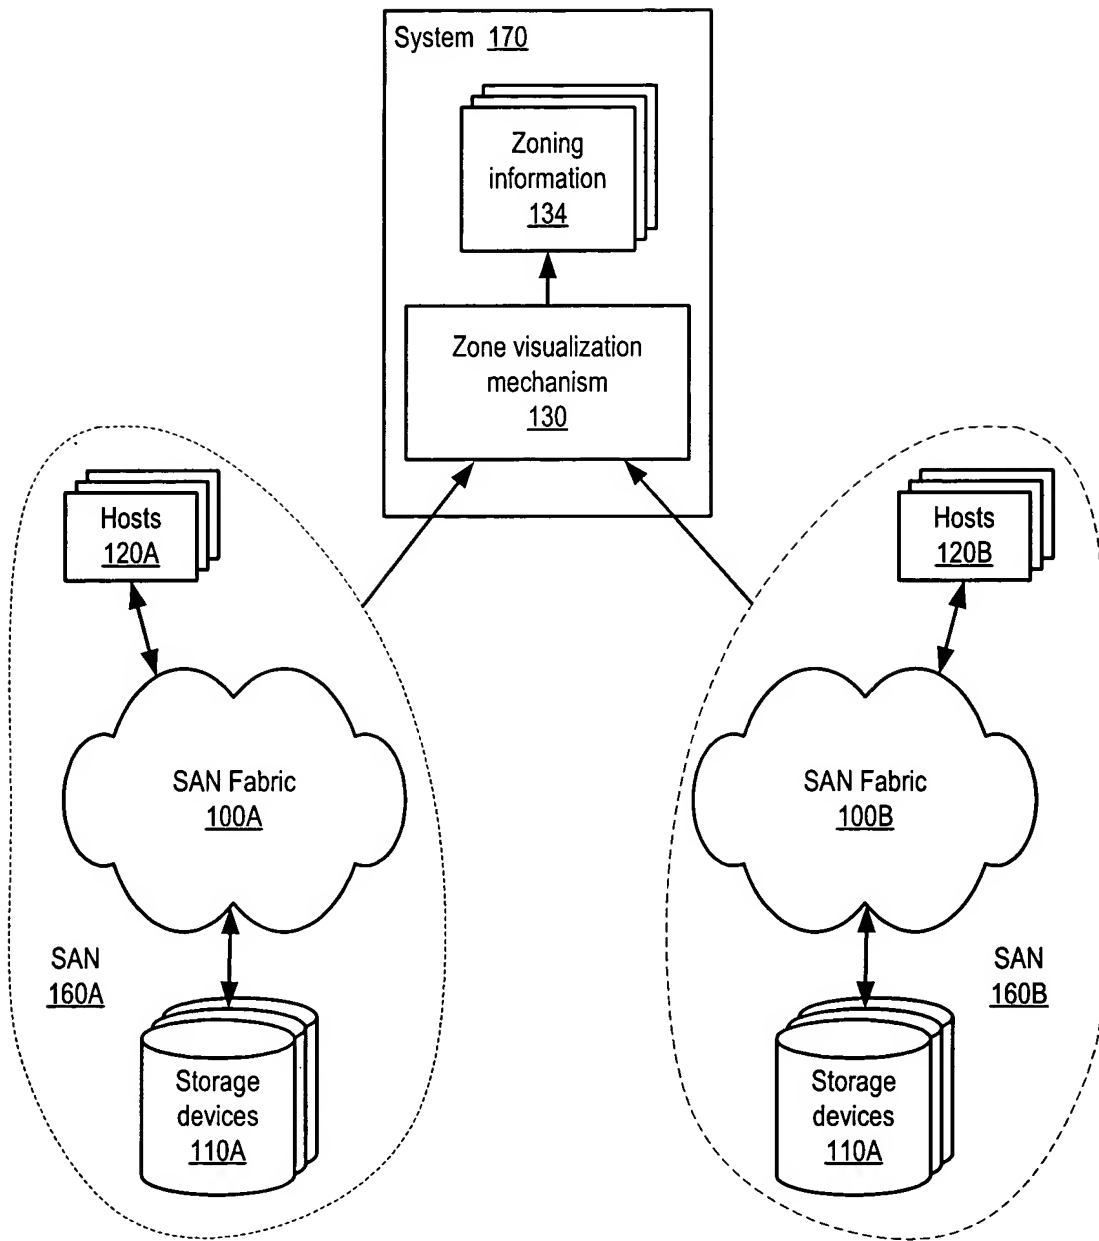 System 170
Zoning
information
134
Zone visualization
mechanism
130
Hosts
120A
Hosts
120B
SAN Fabric
100A
SAN Fabric
100B
SAN
160A
SAN
160B
Storage
devices
110A
Storage
devices
110A